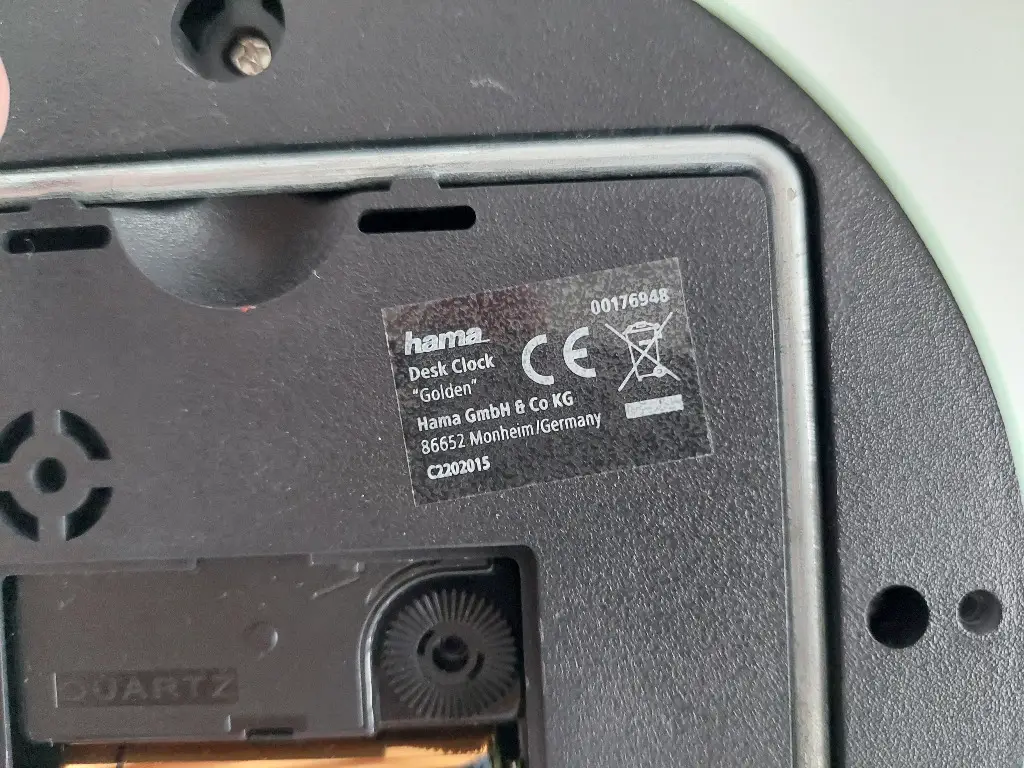 00176948
hama
CE
Desk Clock
"Golden"
Hama GmbH & Co KG
86652 Monheim/Germany
C2202015
QUARTZ